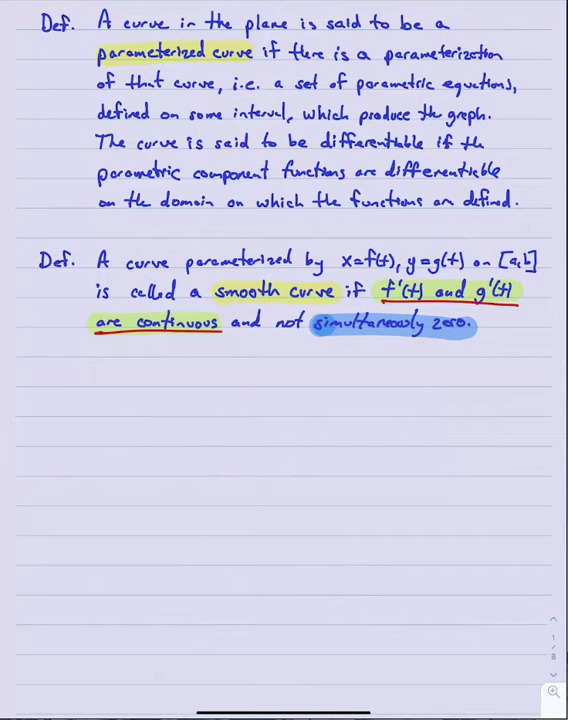 Def. A curve in the plane is said to be a
parameterized curve if there is a parameterization
of that curve, i.e. a set of parametric equations,
defined on some interval, which produce the graph.
The curve is said to be differentiable if the
parametric component functions are differentiable
on the domain on which the functions are defined.
Def. A curve parameterized by x=f(t), y=g(t) on [a,b]
is called a smooth curve if f'(t) and g'(t)
are continuous and not simultaneously zero.
1
/
8